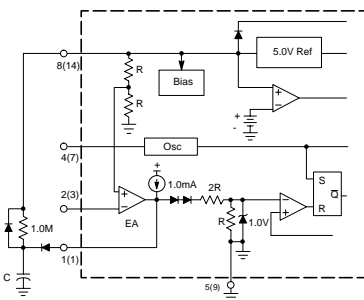 8(14)
R
R
Bias
5.0V Ref
+
-
+
−
4(7)
Osc
+
1.0mA
2(3)
+
−
EA
2R
R
1.0V
−
+
S
R
Q̅
1.0M
C
1(1)
5(9)